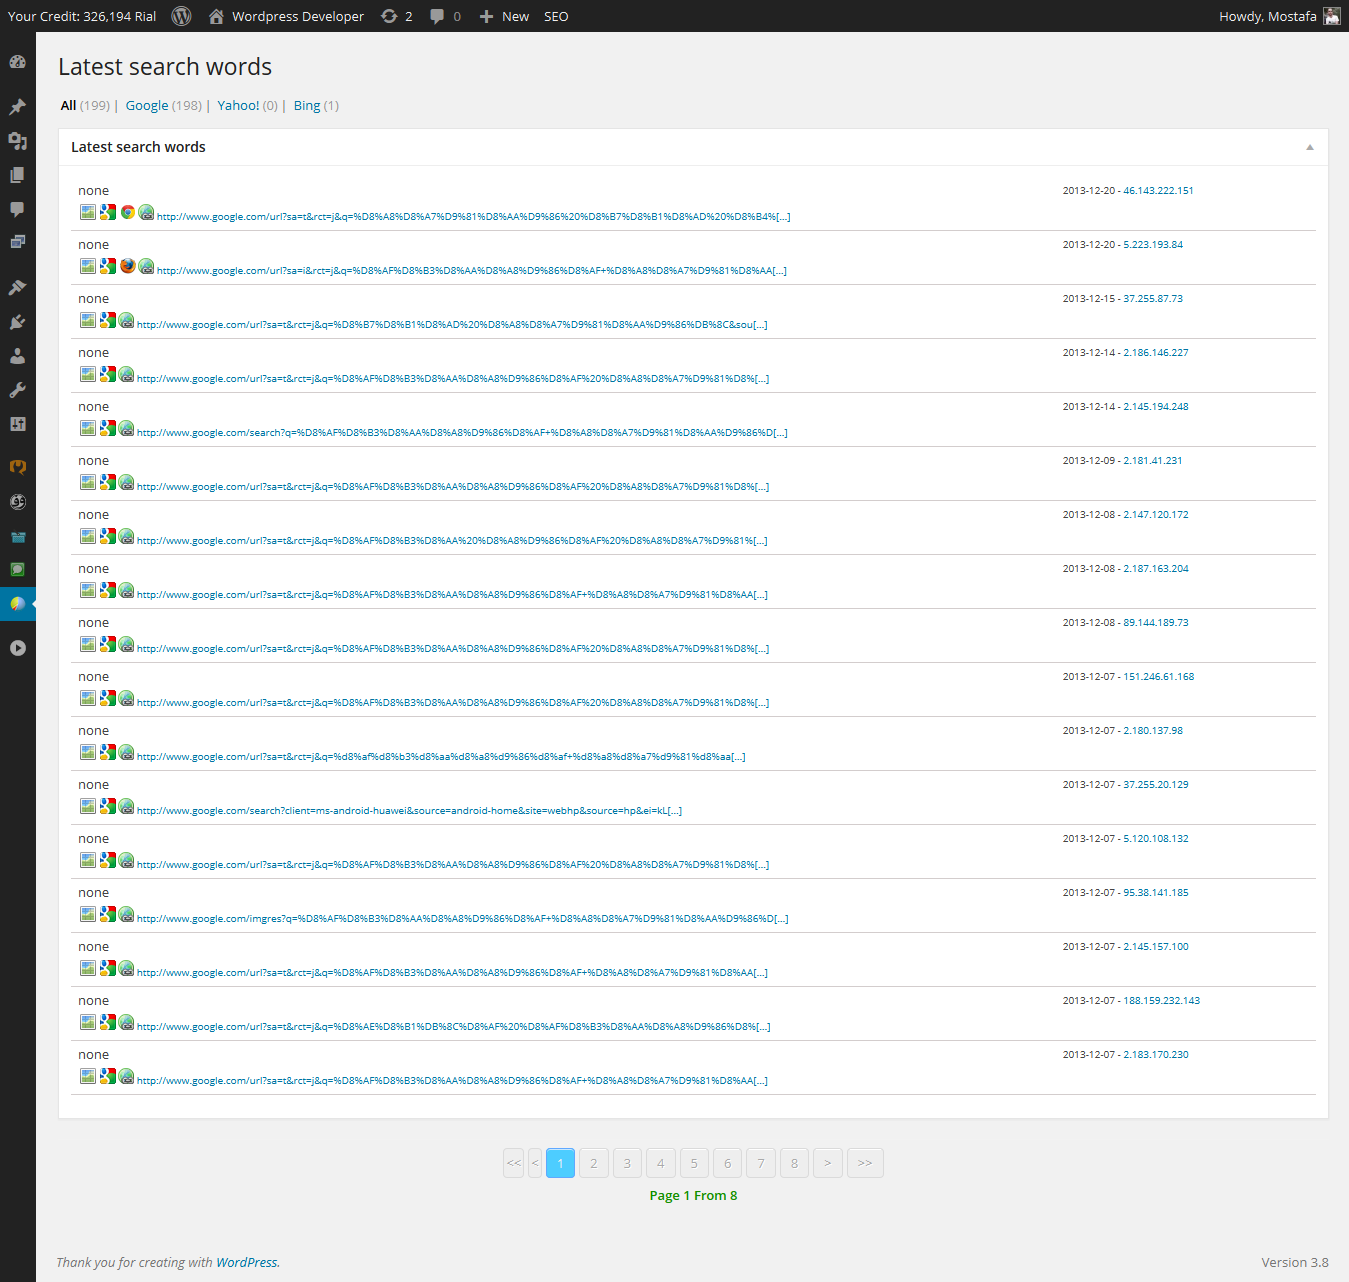 Your Credit: 326,194 Rial Wordpress Developer 2 0 New SEO Howdy, Mostafa
Latest search words
All (199) | Google (198) | Yahoo! (0) | Bing (1)
Latest search words
none 2013-12-20 - 46.143.222.151
http://www.google.com/url?sa=t&rct=j&q=%D8%A8%D8%A7%D9%81%D8%AA%D9%86%20%D8%B7%D8%B1%D8%AD%20%D8%B4%[...]
none 2013-12-20 - 5.223.193.84
http://www.google.com/url?sa=i&rct=j&q=%D8%AF%D8%B3%D8%AA%D8%A8%D9%86%D8%AF+%D8%A8%D8%A7%D9%81%D8%AA[...]
none 2013-12-15 - 37.255.87.73
http://www.google.com/url?sa=t&rct=j&q=%D8%B7%D8%B1%D8%AD%20%D8%A8%D8%A7%D9%81%D8%AA%D9%86%DB%8C&sou[...]
none 2013-12-14 - 2.186.146.227
http://www.google.com/url?sa=t&rct=j&q=%D8%AF%D8%B3%D8%AA%D8%A8%D9%86%D8%AF%20%D8%A8%D8%A7%D9%81%D8%[...]
none 2013-12-14 - 2.145.194.248
http://www.google.com/search?q=%D8%AF%D8%B3%D8%AA%D8%A8%D9%86%D8%AF+%D8%A8%D8%A7%D9%81%D8%AA%D9%86%D[...]
none 2013-12-09 - 2.181.41.231
http://www.google.com/url?sa=t&rct=j&q=%D8%AF%D8%B3%D8%AA%D8%A8%D9%86%D8%AF%20%D8%A8%D8%A7%D9%81%D8%[...]
none 2013-12-08 - 2.147.120.172
http://www.google.com/url?sa=t&rct=j&q=%D8%AF%D8%B3%D8%AA%20%D8%A8%D9%86%D8%AF%20%D8%A8%D8%A7%D9%81%[...]
none 2013-12-08 - 2.187.163.204
http://www.google.com/url?sa=t&rct=j&q=%D8%AF%D8%B3%D8%AA%D8%A8%D9%86%D8%AF+%D8%A8%D8%A7%D9%81%D8%AA[...]
none 2013-12-08 - 89.144.189.73
http://www.google.com/url?sa=t&rct=j&q=%D8%AF%D8%B3%D8%AA%D8%A8%D9%86%D8%AF%20%D8%A8%D8%A7%D9%81%D8%[...]
none 2013-12-07 - 151.246.61.168
http://www.google.com/url?sa=t&rct=j&q=%D8%AF%D8%B3%D8%AA%D8%A8%D9%86%D8%AF%20%D8%A8%D8%A7%D9%81%D8%[...]
none 2013-12-07 - 2.180.137.98
http://www.google.com/url?sa=t&rct=j&q=%d8%af%d8%b3%d8%aa%d8%a8%d9%86%d8%af+%d8%a8%d8%a7%d9%81%d8%aa[...]
none 2013-12-07 - 37.255.20.129
http://www.google.com/search?client=ms-android-huawei&source=android-home&site=webhp&source=hp&ei=kL[...]
none 2013-12-07 - 5.120.108.132
http://www.google.com/url?sa=t&rct=j&q=%D8%AF%D8%B3%D8%AA%D8%A8%D9%86%D8%AF%20%D8%A8%D8%A7%D9%81%D8%[...]
none 2013-12-07 - 95.38.141.185
http://www.google.com/imgres?q=%D8%AF%D8%B3%D8%AA%D8%A8%D9%86%D8%AF+%D8%A8%D8%A7%D9%81%D8%AA%D9%86%D[...]
none 2013-12-07 - 2.145.157.100
http://www.google.com/url?sa=t&rct=j&q=%D8%AF%D8%B3%D8%AA%D8%A8%D9%86%D8%AF+%D8%A8%D8%A7%D9%81%D8%AA[...]
none 2013-12-07 - 188.159.232.143
http://www.google.com/url?sa=t&rct=j&q=%D8%AE%D8%B1%DB%8C%D8%AF%20%D8%AF%D8%B3%D8%AA%D8%A8%D9%86%D8%[...]
none 2013-12-07 - 2.183.170.230
http://www.google.com/url?sa=t&rct=j&q=%D8%AF%D8%B3%D8%AA%D8%A8%D9%86%D8%AF+%D8%A8%D8%A7%D9%81%D8%AA[...]
<< < 1 2 3 4 5 6 7 8 > >>
Page 1 From 8
Thank you for creating with WordPress. Version 3.8